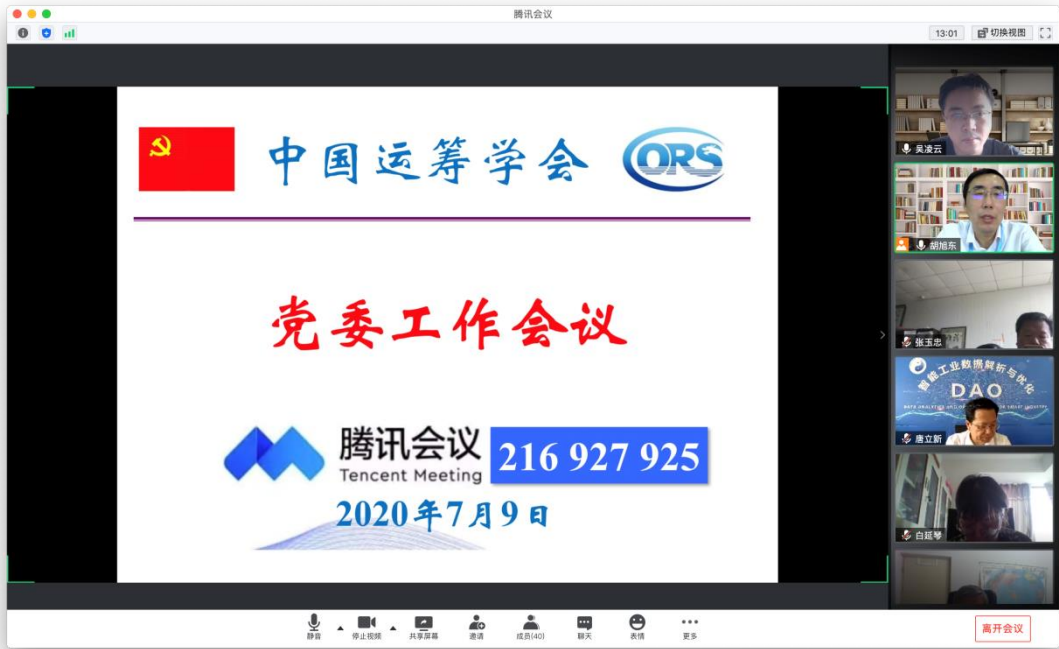 腾讯会议
13:01
切换视图
中国运筹学会
ORS
党委工作会议
腾讯会议
Tencent Meeting
216 927 925
2020年7月9日
吴凌云
胡旭东
张玉忠
智能工业数据解析与优化
DAO
唐立新
白延琴
静音
停止视频
共享屏幕
邀请
成员(40)
聊天
表情
更多
离开会议